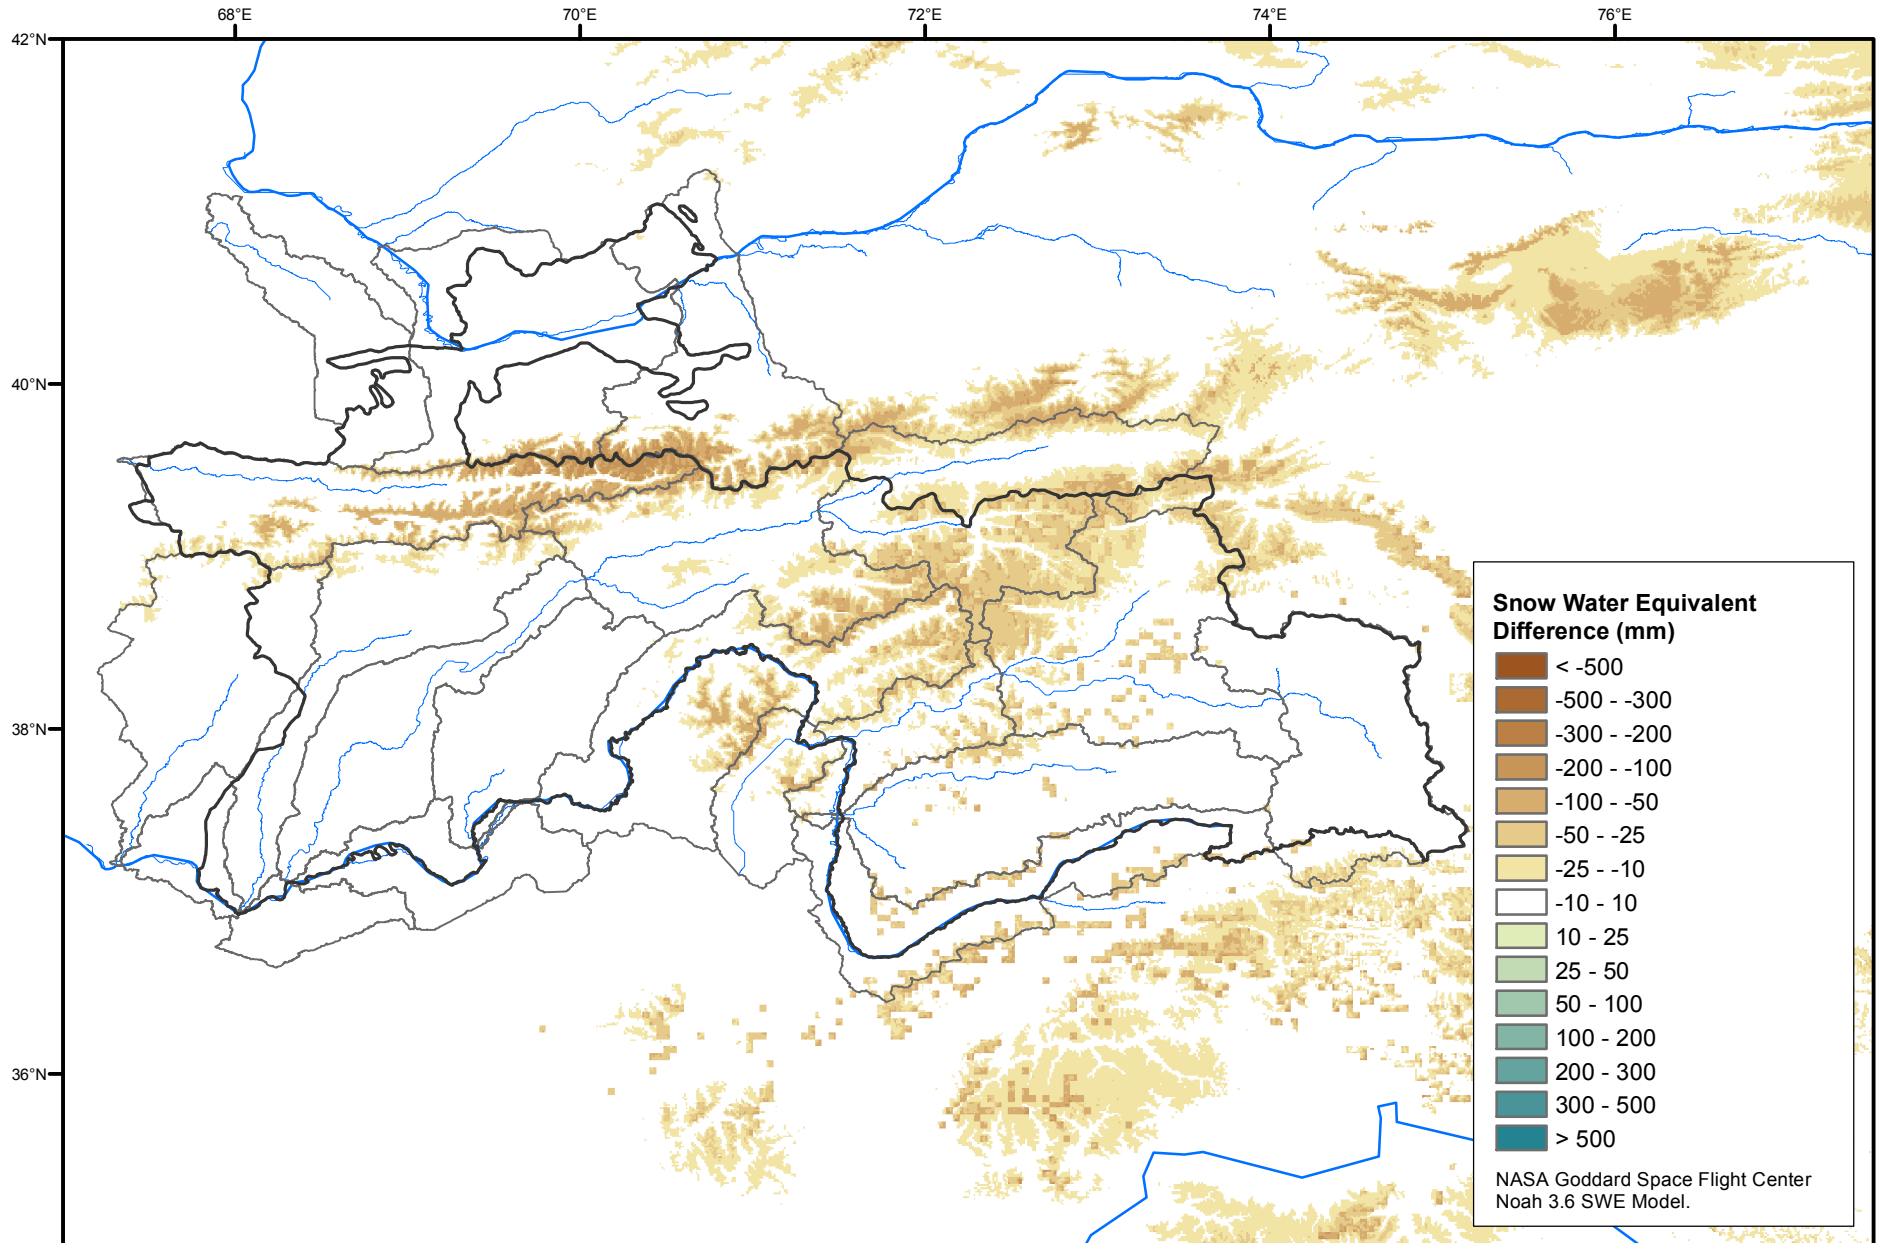 68°E 70°E 72°E 74°E 76°E
42°N
40°N
38°N
36°N
Snow Water Equivalent
Difference (mm)
< -500
-500 - -300
-300 - -200
-200 - -100
-100 - -50
-50 - -25
-25 - -10
-10 - 10
10 - 25
25 - 50
50 - 100
100 - 200
200 - 300
300 - 500
> 500
NASA Goddard Space Flight Center
Noah 3.6 SWE Model.